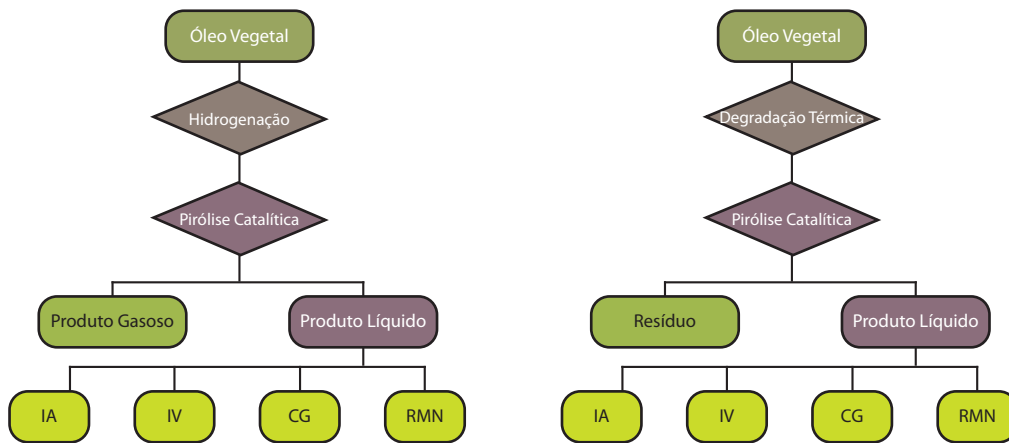 Óleo Vegetal
Hidrogenação
Pirólise Catalítica
Produto Gasoso
Produto Líquido
IA
IV
CG
RMN
Óleo Vegetal
Degradação Térmica
Pirólise Catalítica
Resíduo
Produto Líquido
IA
IV
CG
RMN